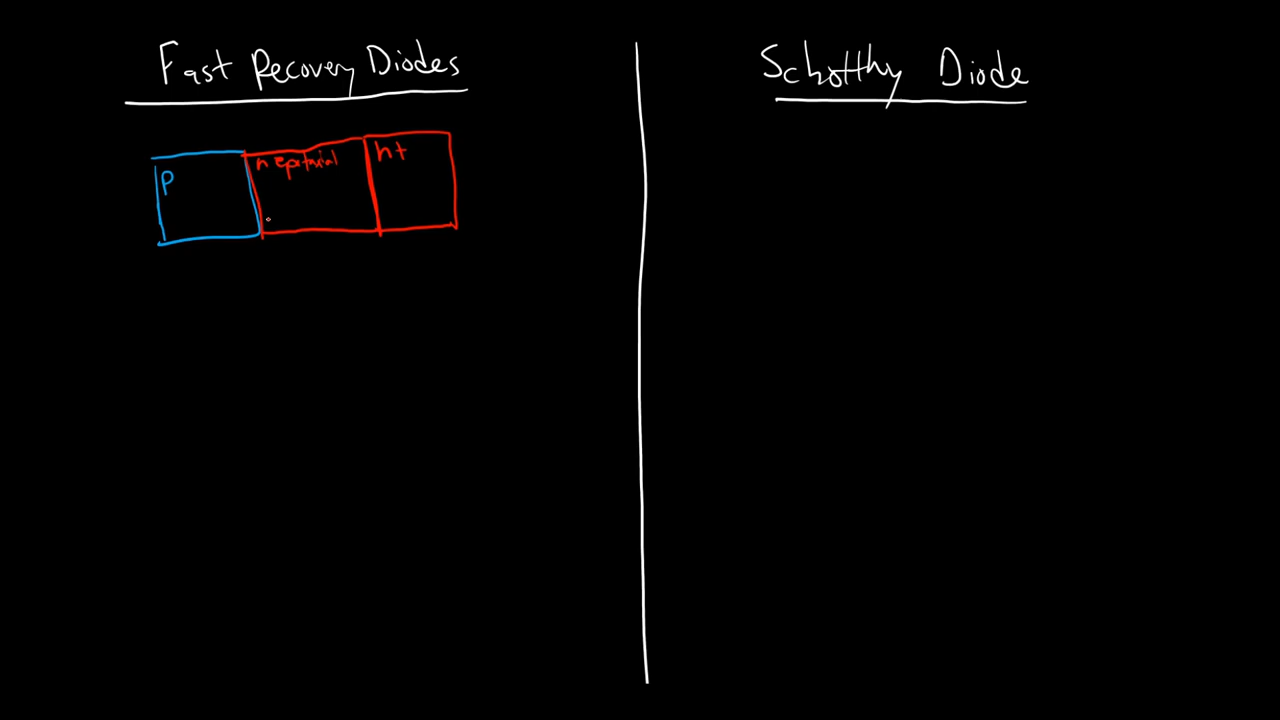 Fast Recovery Diodes
p
n epitaxial
n+
Schottky Diode